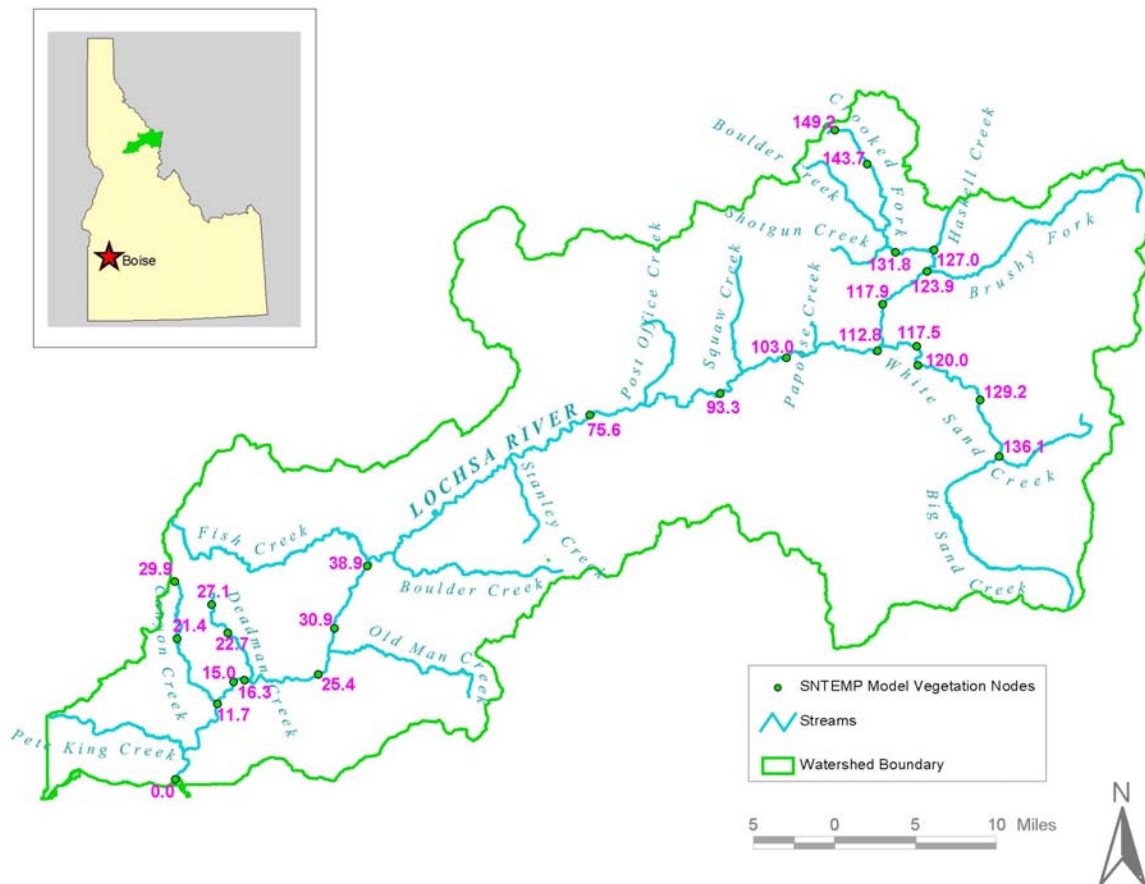 Boise
149.2
Crooked Fork
Boulder Creek
143.7
Haskell Creek
Shotgun Creek
131.8
127.0
123.9
Brushy Fork
117.9
Post Office Creek
Squaw Creek
Papoose Creek
103.0
112.8
117.5
120.0
White Sand Creek
129.2
93.3
75.6
LOCHSA RIVER
136.1
Big Sand Creek
Stanley Creek
Fish Creek
38.9
Boulder Creek
29.9
27.1
Deadman Creek
21.4
22.7
30.9
Old Man Creek
15.0
16.3
25.4
11.7
Pete King Creek
0.0
SNTEMP Model Vegetation Nodes
Streams
Watershed Boundary
5 0 5 10 Miles
N